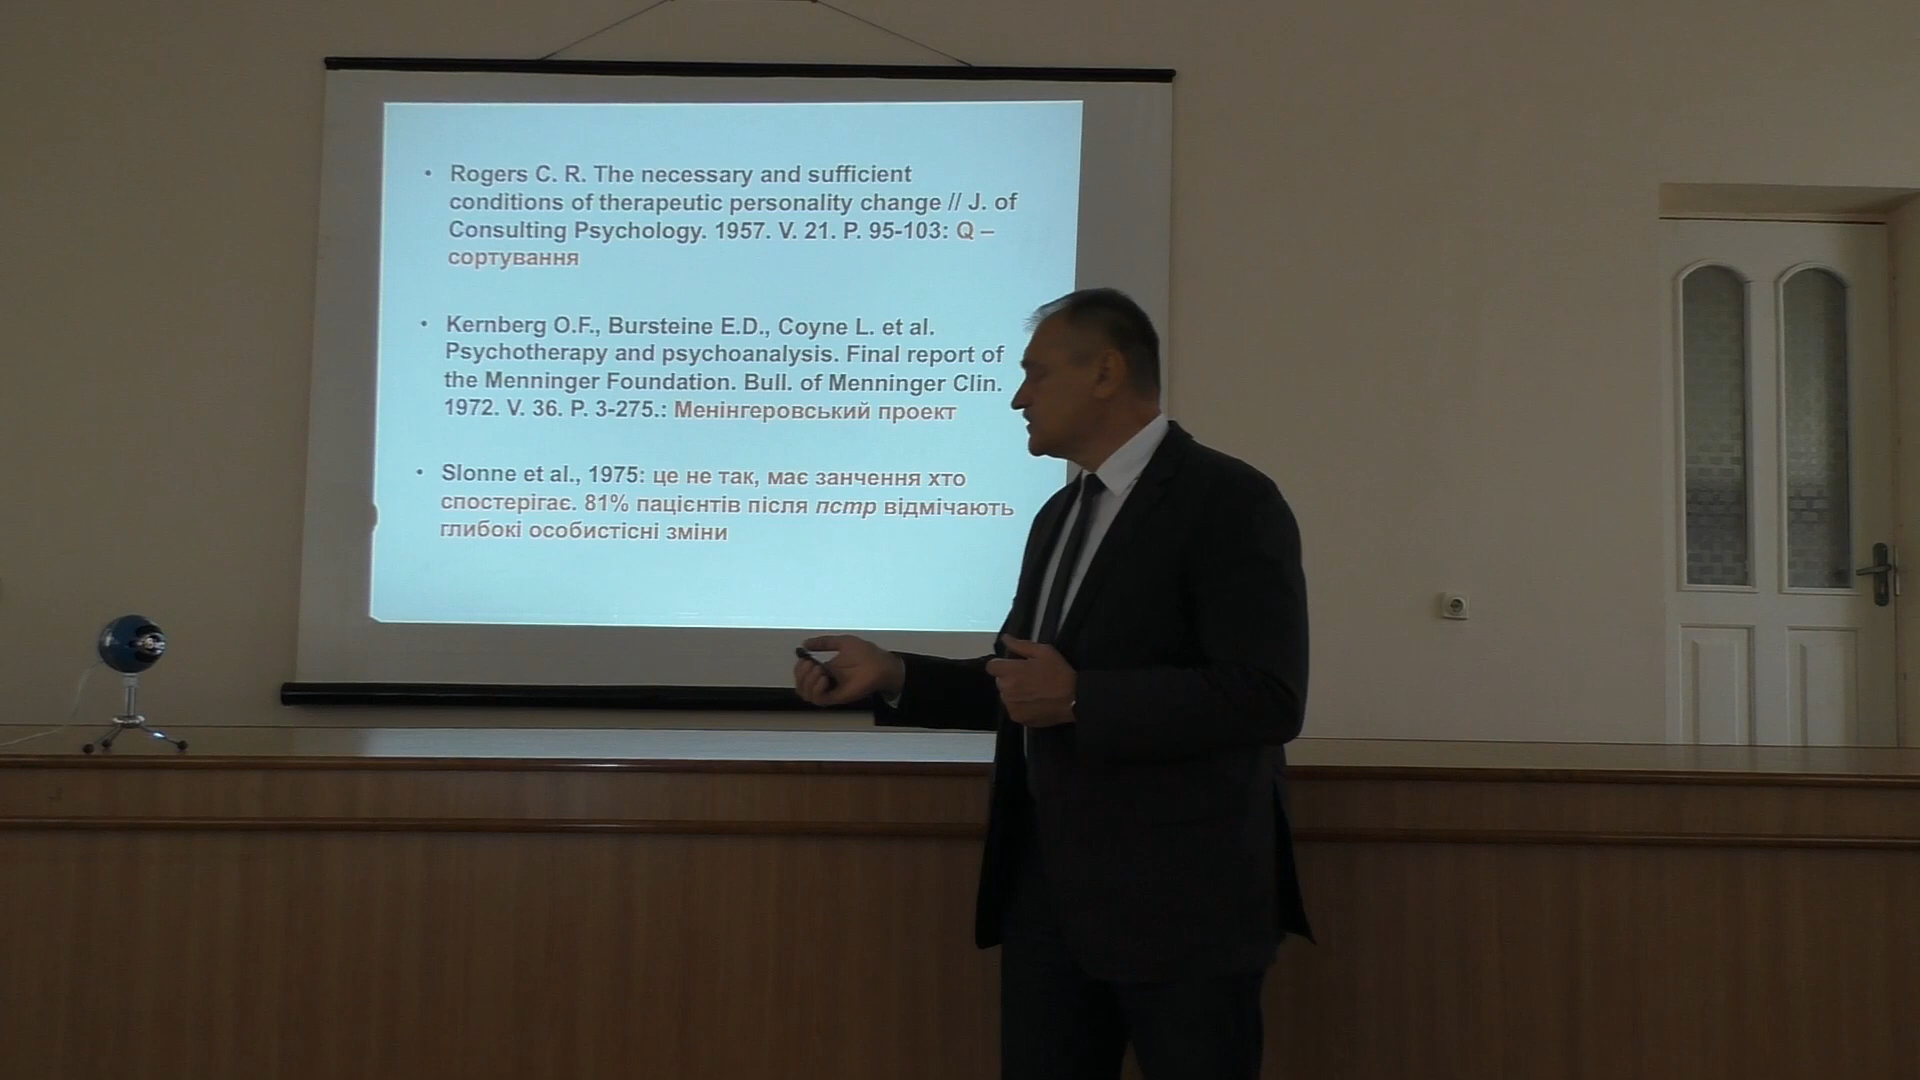 • Rogers C. R. The necessary and sufficient
conditions of therapeutic personality change // J. of
Consulting Psychology. 1957. V. 21. P. 95-103: Q –
сортування
• Kernberg O.F., Bursteine E.D., Coyne L. et al.
Psychotherapy and psychoanalysis. Final report of
the Menninger Foundation. Bull. of Menninger Clin.
1972. V. 36. P. 3-275.: Менінгеровський проект
• Slonne et al., 1975: це не так, має занчення хто
спостерігає. 81% пацієнтів після пстр відмічають
глибокі особистісні зміни